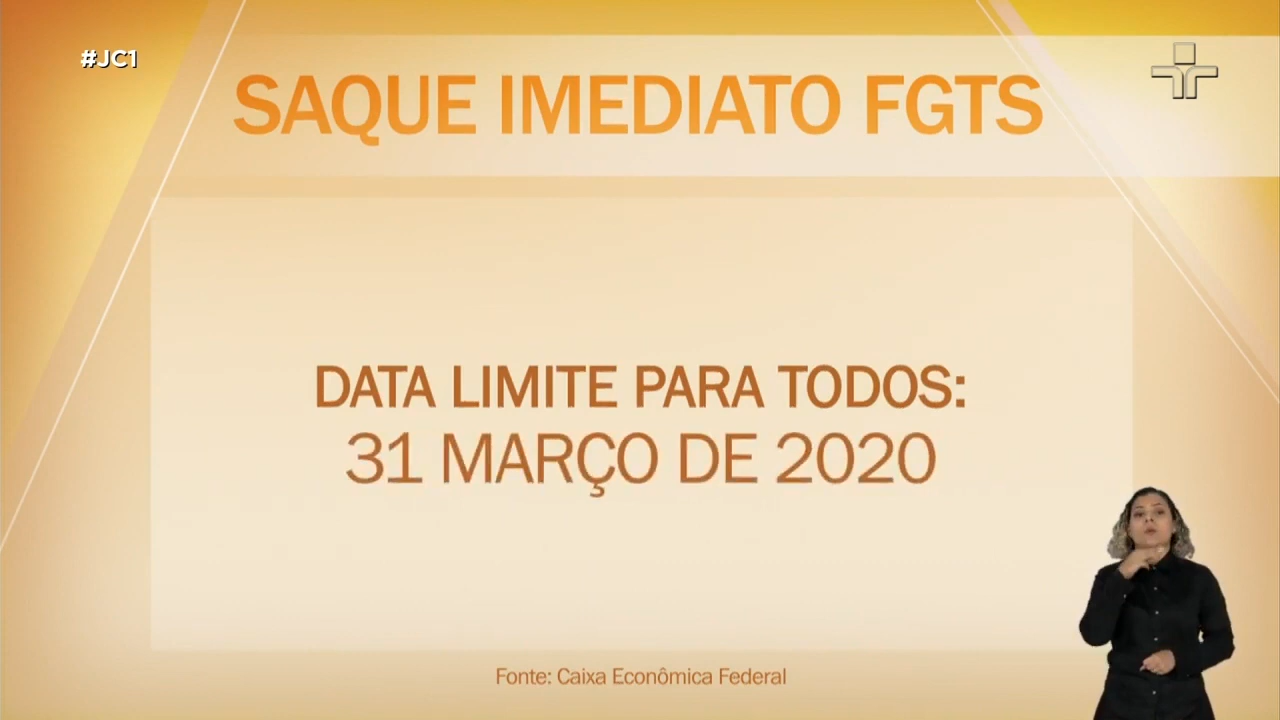 #JC1
SAQUE IMEDIATO FGTS
DATA LIMITE PARA TODOS:
31 MARÇO DE 2020
Fonte: Caixa Econômica Federal